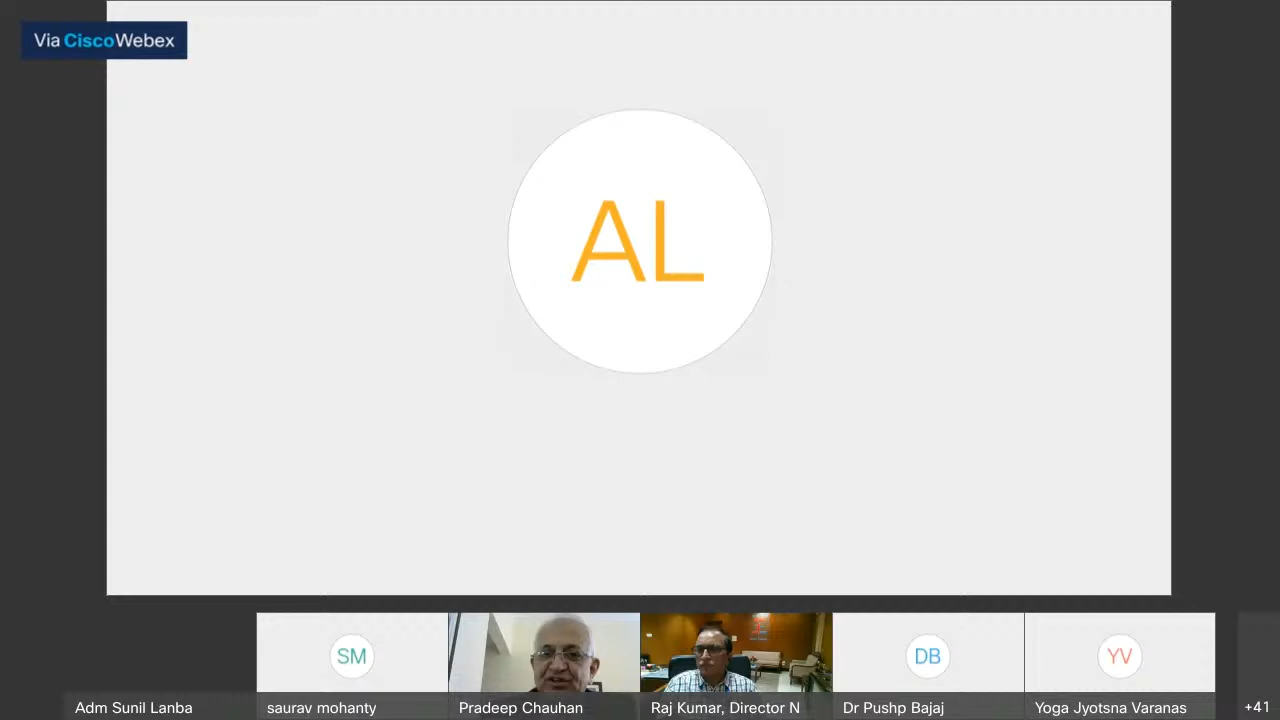 Via CiscoWebex
AL
SM
DB
YV
Adm Sunil Lanba
saurav mohanty
Pradeep Chauhan
Raj Kumar, Director N
Dr Pushp Bajaj
Yoga Jyotsna Varanas
+41